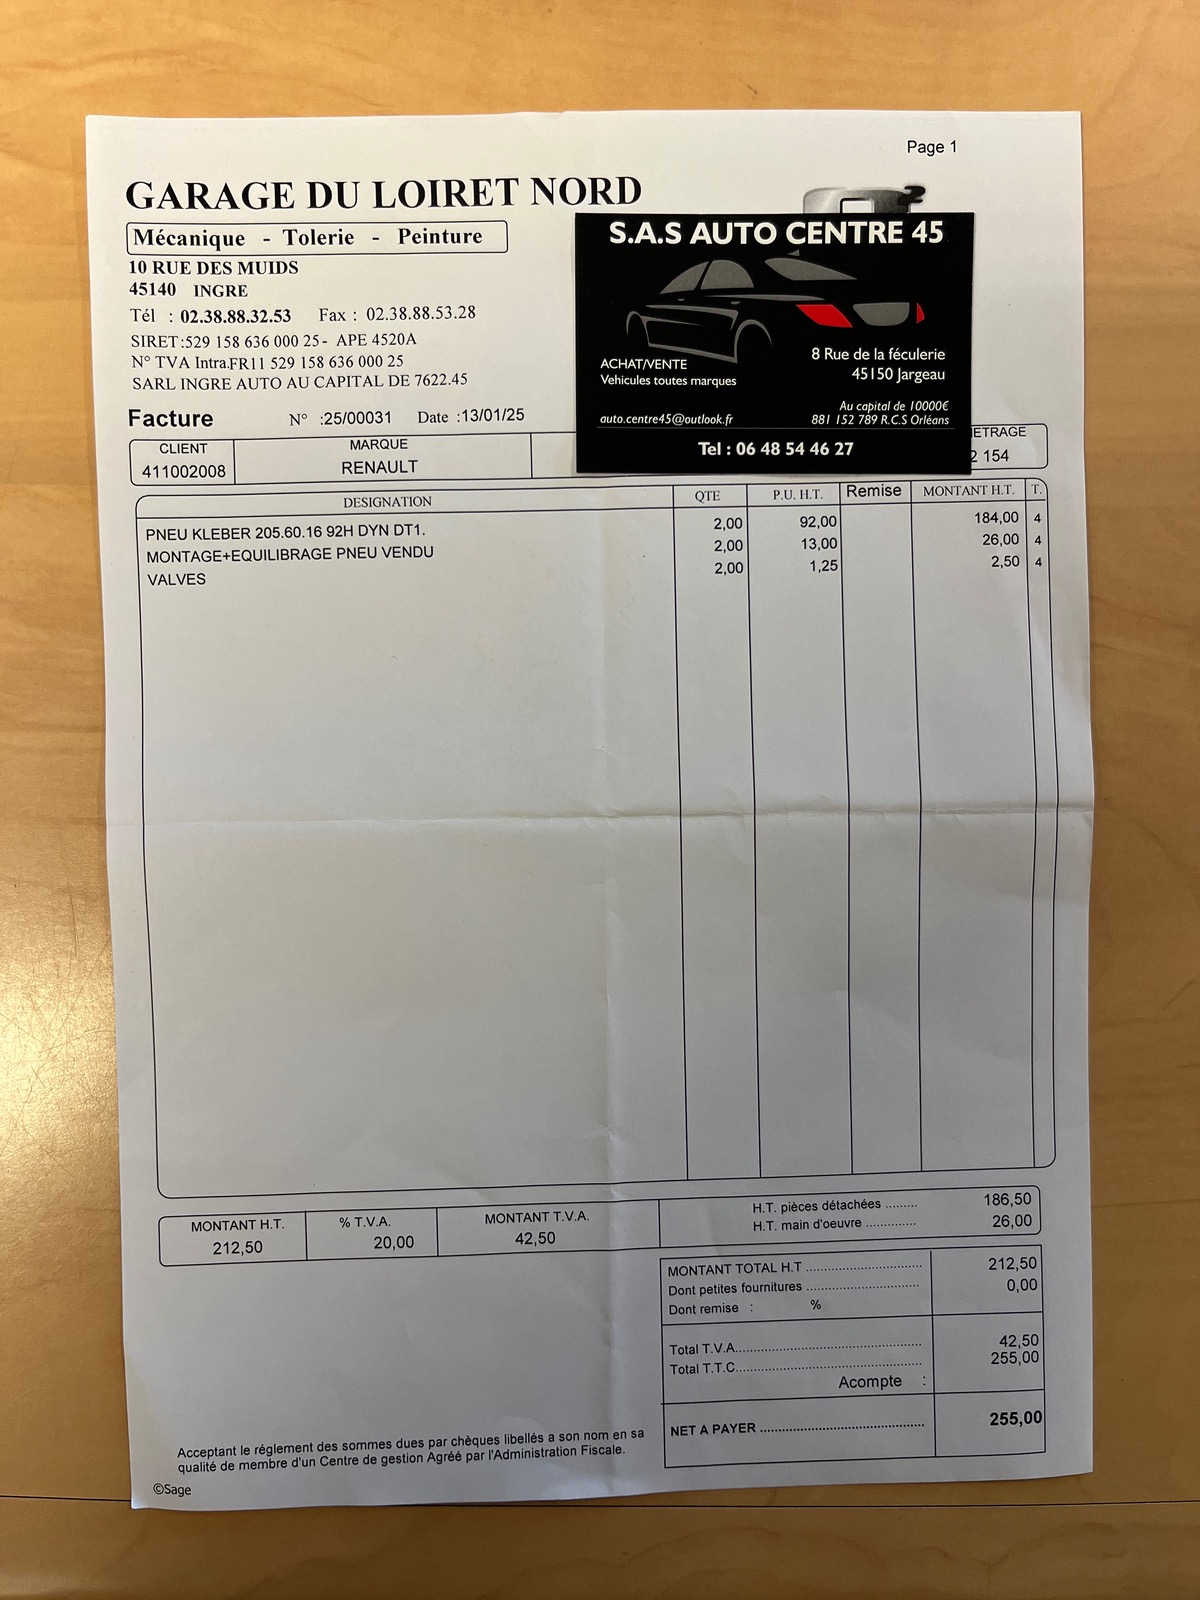 Page 1
GARAGE DU LOIRET NORD
Mécanique - Tolerie - Peinture
10 RUE DES MUIDS
45140 INGRE
Tél : 02.38.88.32.53 Fax : 02.38.88.53.28
SIRET:529 158 636 000 25- APE 4520A
N° TVA Intra.FR11 529 158 636 000 25
SARL INGRE AUTO AU CAPITAL DE 7622.45
2
S.A.S AUTO CENTRE 45
ACHAT/VENTE
Vehicules toutes marques
8 Rue de la féculerie
45150 Jargeau
auto.centre45@outlook.fr
Au capital de 10000€
881 152 789 R.C.S Orléans
Tel : 06 48 54 46 27
Facture N° :25/00031 Date :13/01/25
CLIENT MARQUE ETRAGE
411002008 RENAULT 2 154
DESIGNATION QTE P.U. H.T. Remise MONTANT H.T. T.
PNEU KLEBER 205.60.16 92H DYN DT1. 2,00 92,00 184,00 4
MONTAGE+EQUILIBRAGE PNEU VENDU 2,00 13,00 26,00 4
VALVES 2,00 1,25 2,50 4
MONTANT H.T. % T.V.A. MONTANT T.V.A.
212,50 20,00 42,50
H.T. pièces détachées ........ 186,50
H.T. main d'oeuvre ............. 26,00
MONTANT TOTAL H.T ............................ 212,50
Dont petites fournitures ........................... 0,00
Dont remise : %
Total T.V.A............................................. 42,50
Total T.T.C............................................. 255,00
Acompte :
NET A PAYER ........................................ 255,00
Acceptant le réglement des sommes dues par chèques libellés a son nom en sa
qualité de membre d'un Centre de gestion Agréé par l'Administration Fiscale.
©Sage